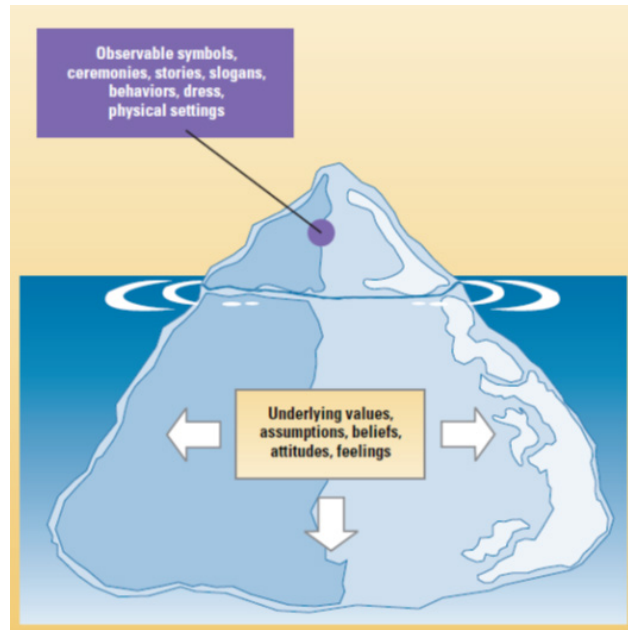 Observable symbols,
ceremonies, stories, slogans,
behaviors, dress,
physical settings
Underlying values,
assumptions, beliefs,
attitudes, feelings